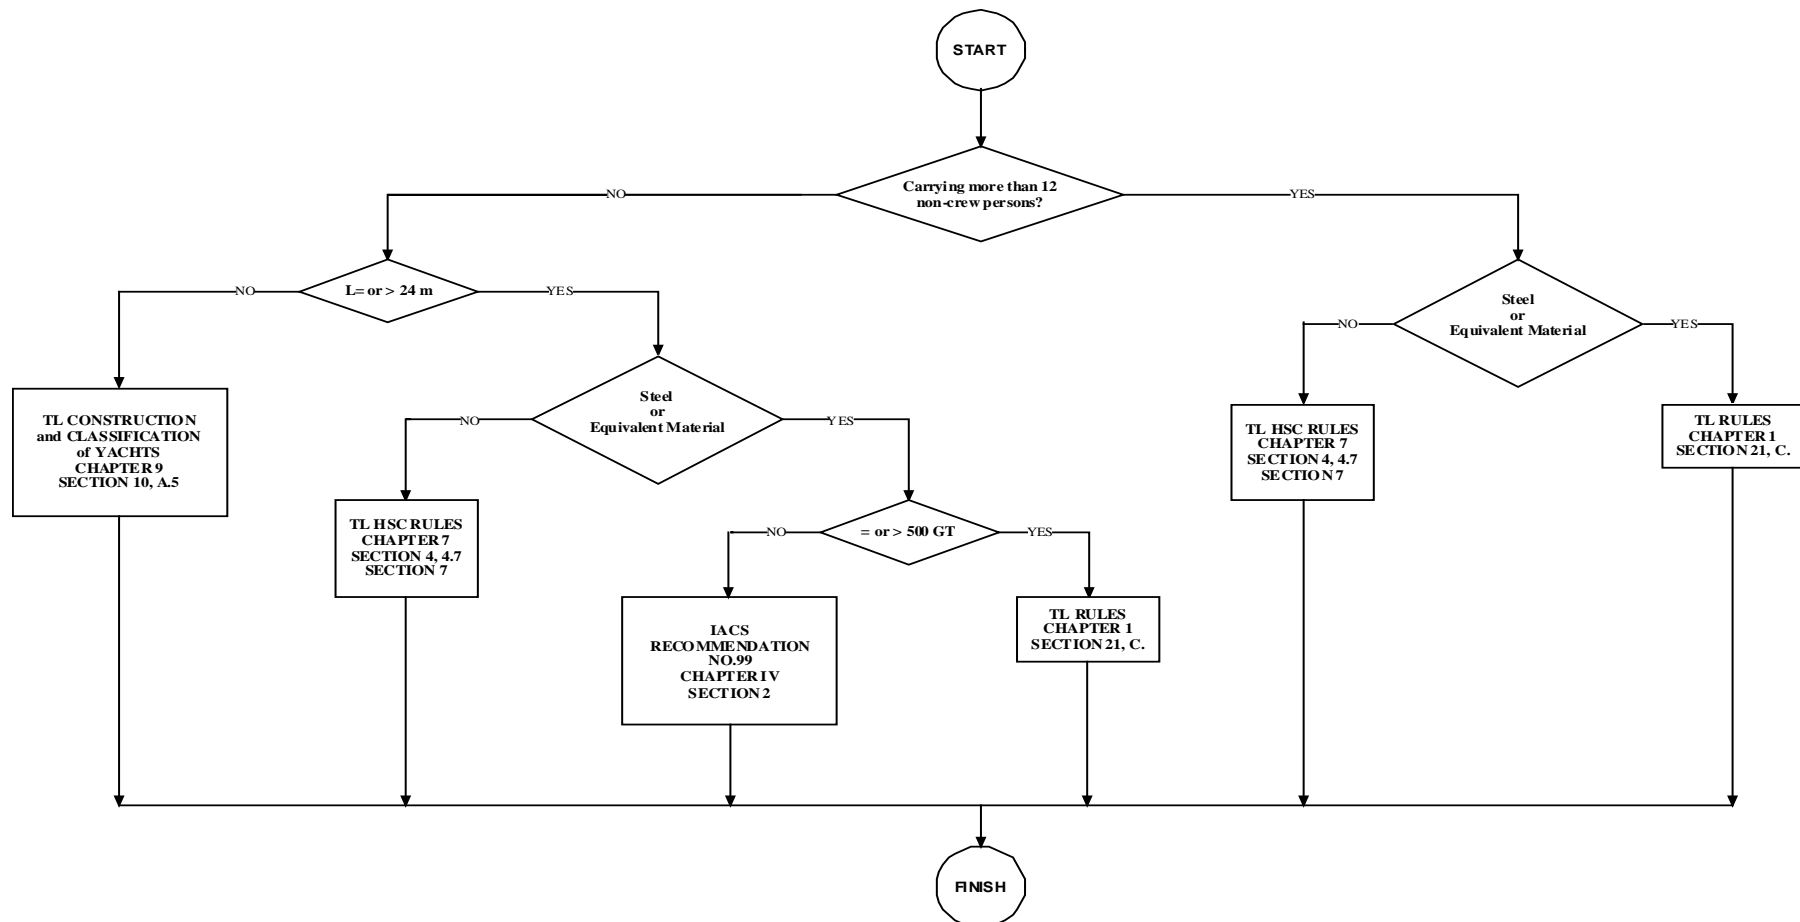 START
Carrying more than 12
non-crew persons?
NO
YES
L= or > 24 m
NO
YES
Steel
or
Equivalent Material
NO
YES
Steel
or
Equivalent Material
NO
YES
TL CONSTRUCTION
and CLASSIFICATION
of YACHTS
CHAPTER 9
SECTION 10, A.5
TL HSC RULES
CHAPTER 7
SECTION 4, 4.7
SECTION 7
TL RULES
CHAPTER 1
SECTION 21, C.
TL HSC RULES
CHAPTER 7
SECTION 4, 4.7
SECTION 7
= or > 500 GT
NO
YES
IACS
RECOMMENDATION
NO.99
CHAPTER IV
SECTION 2
TL RULES
CHAPTER 1
SECTION 21, C.
FINISH